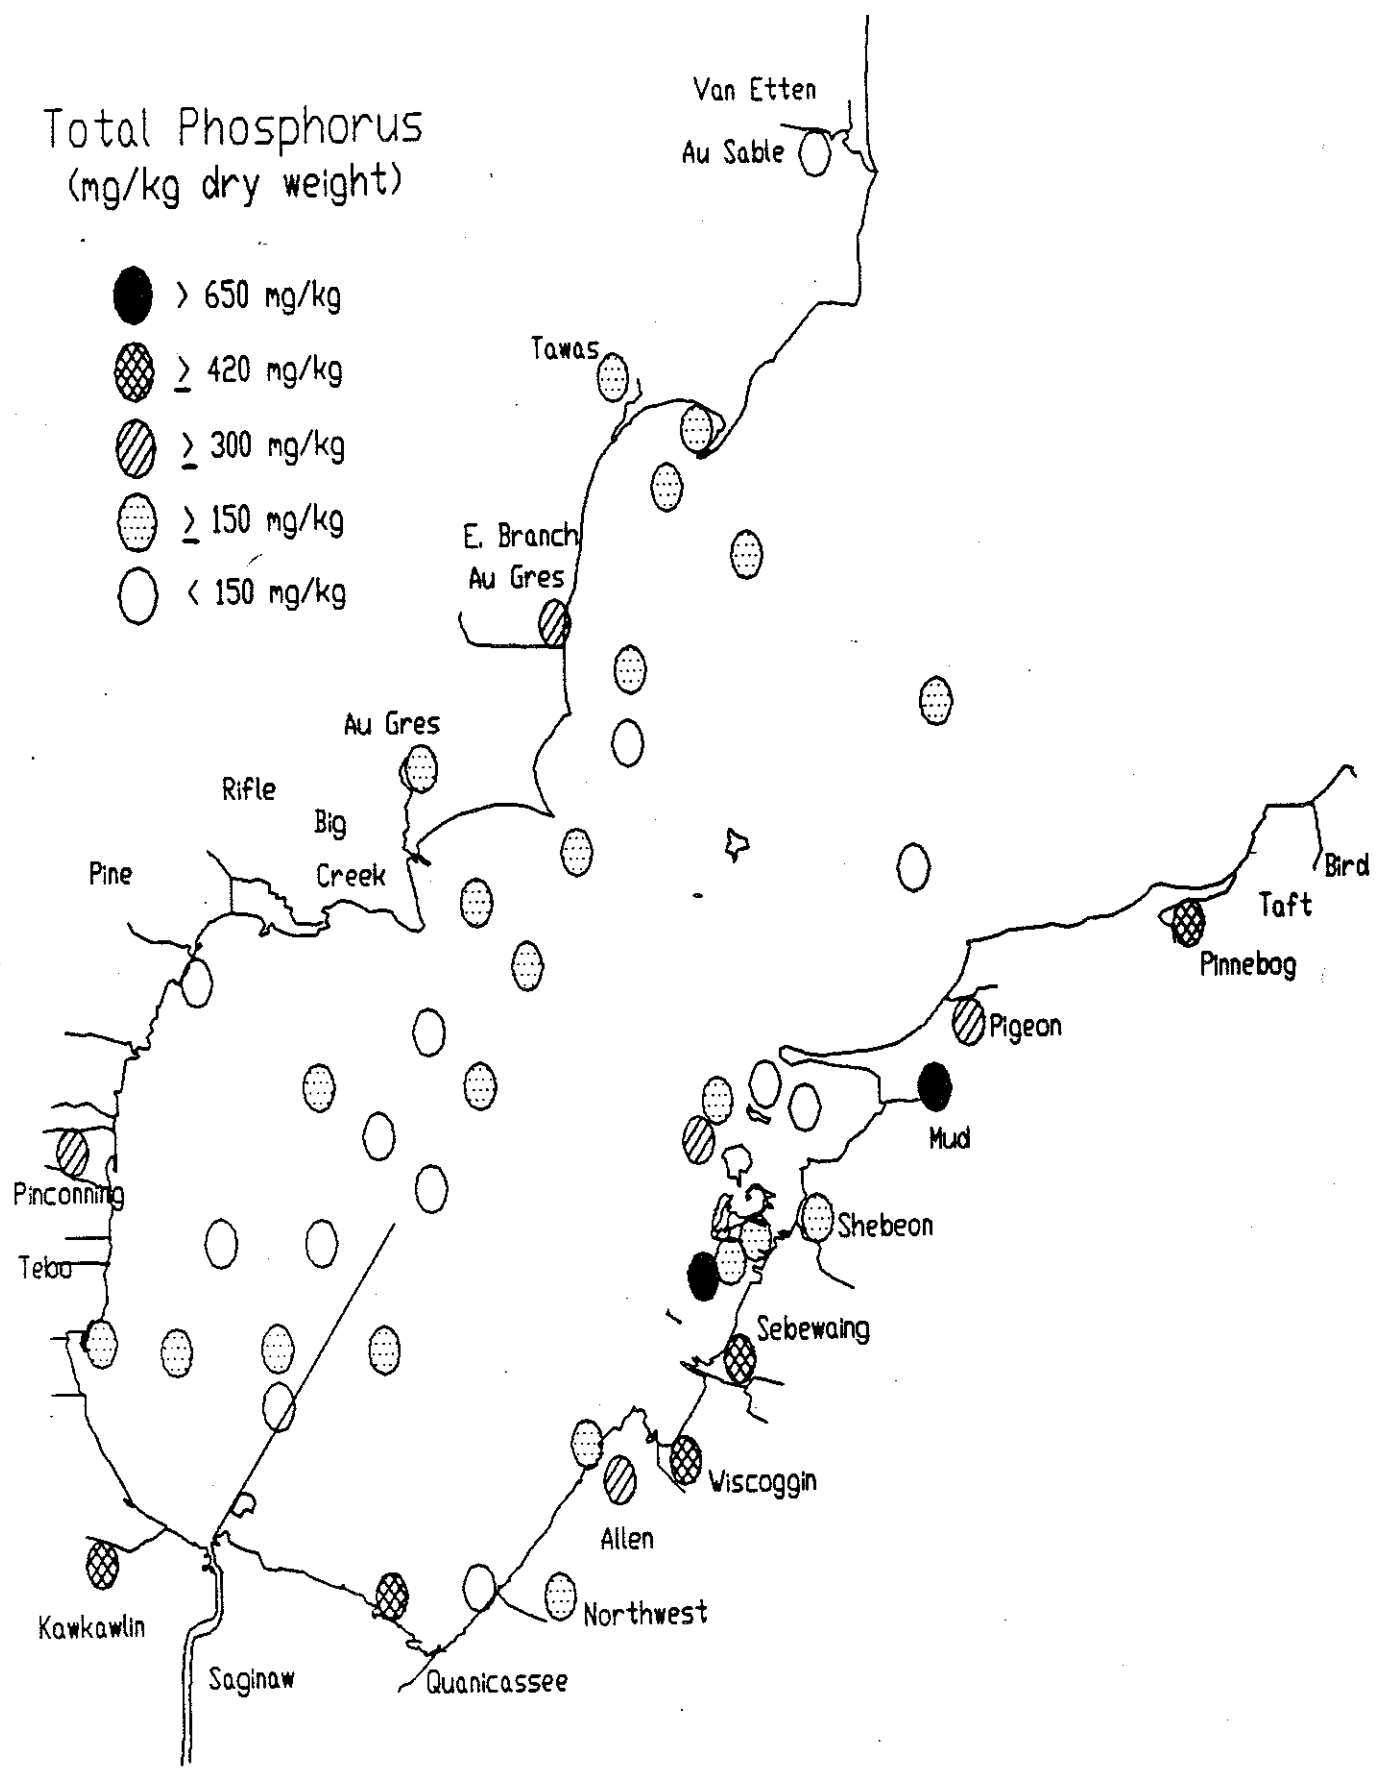 Total Phosphorus
(mg/kg dry weight)
> 650 mg/kg
≥ 420 mg/kg
≥ 300 mg/kg
≥ 150 mg/kg
< 150 mg/kg
Van Etten
Au Sable
Tawas
E. Branch
Au Gres
Au Gres
Rifle
Big
Creek
Pine
Bird
Taft
Pinnebog
Pigeon
Mud
Pinconning
Shebeon
Tebo
Sebewaing
Wiscoggin
Allen
Northwest
Kawkawlin
Saginaw
Quanicassee